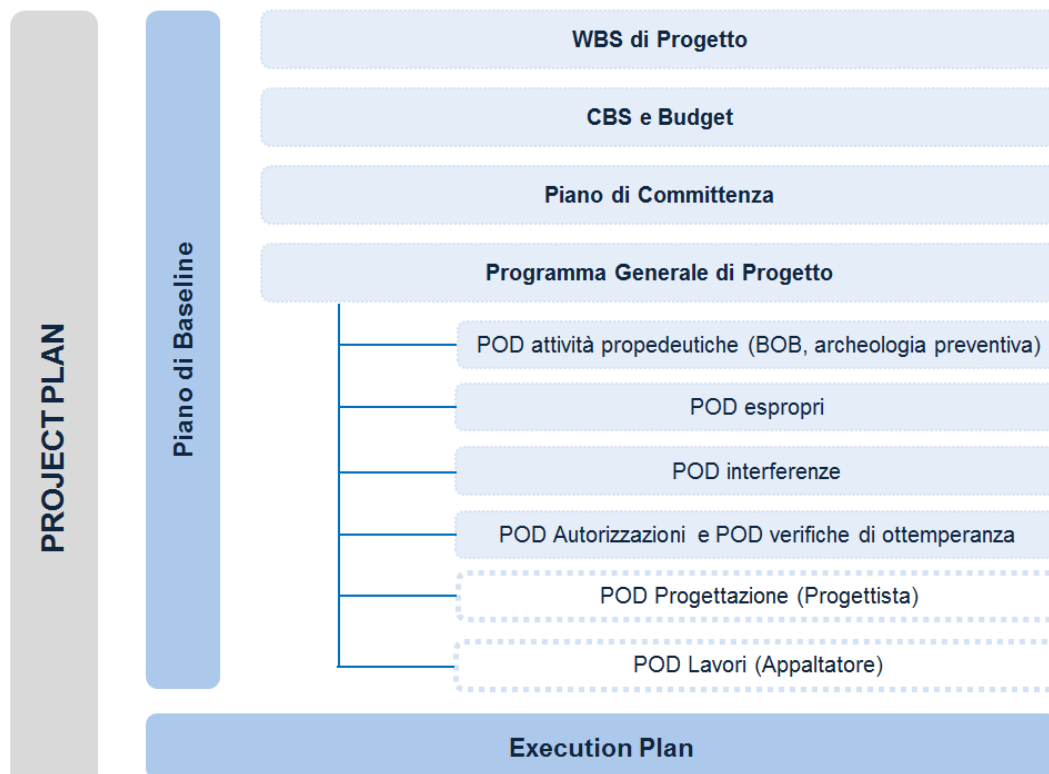 PROJECT PLAN
Piano di Baseline
WBS di Progetto
CBS e Budget
Piano di Committenza
Programma Generale di Progetto
POD attività propedeutiche (BOB, archeologia preventiva)
POD espropri
POD interferenze
POD Autorizzazioni e POD verifiche di ottemperanza
POD Progettazione (Progettista)
POD Lavori (Appaltatore)
Execution Plan